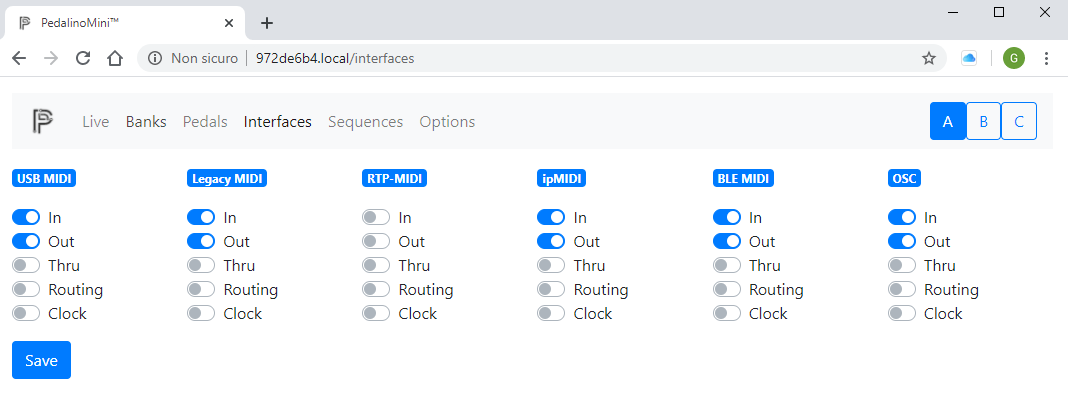 PedalinoMini™
Non sicuro 972de6b4.local/interfaces
G
Live Banks Pedals Interfaces Sequences Options A B C
USB MIDI Legacy MIDI RTP-MIDI ipMIDI BLE MIDI OSC
In In In In In In
Out Out Out Out Out Out
Thru Thru Thru Thru Thru Thru
Routing Routing Routing Routing Routing Routing
Clock Clock Clock Clock Clock Clock
Save